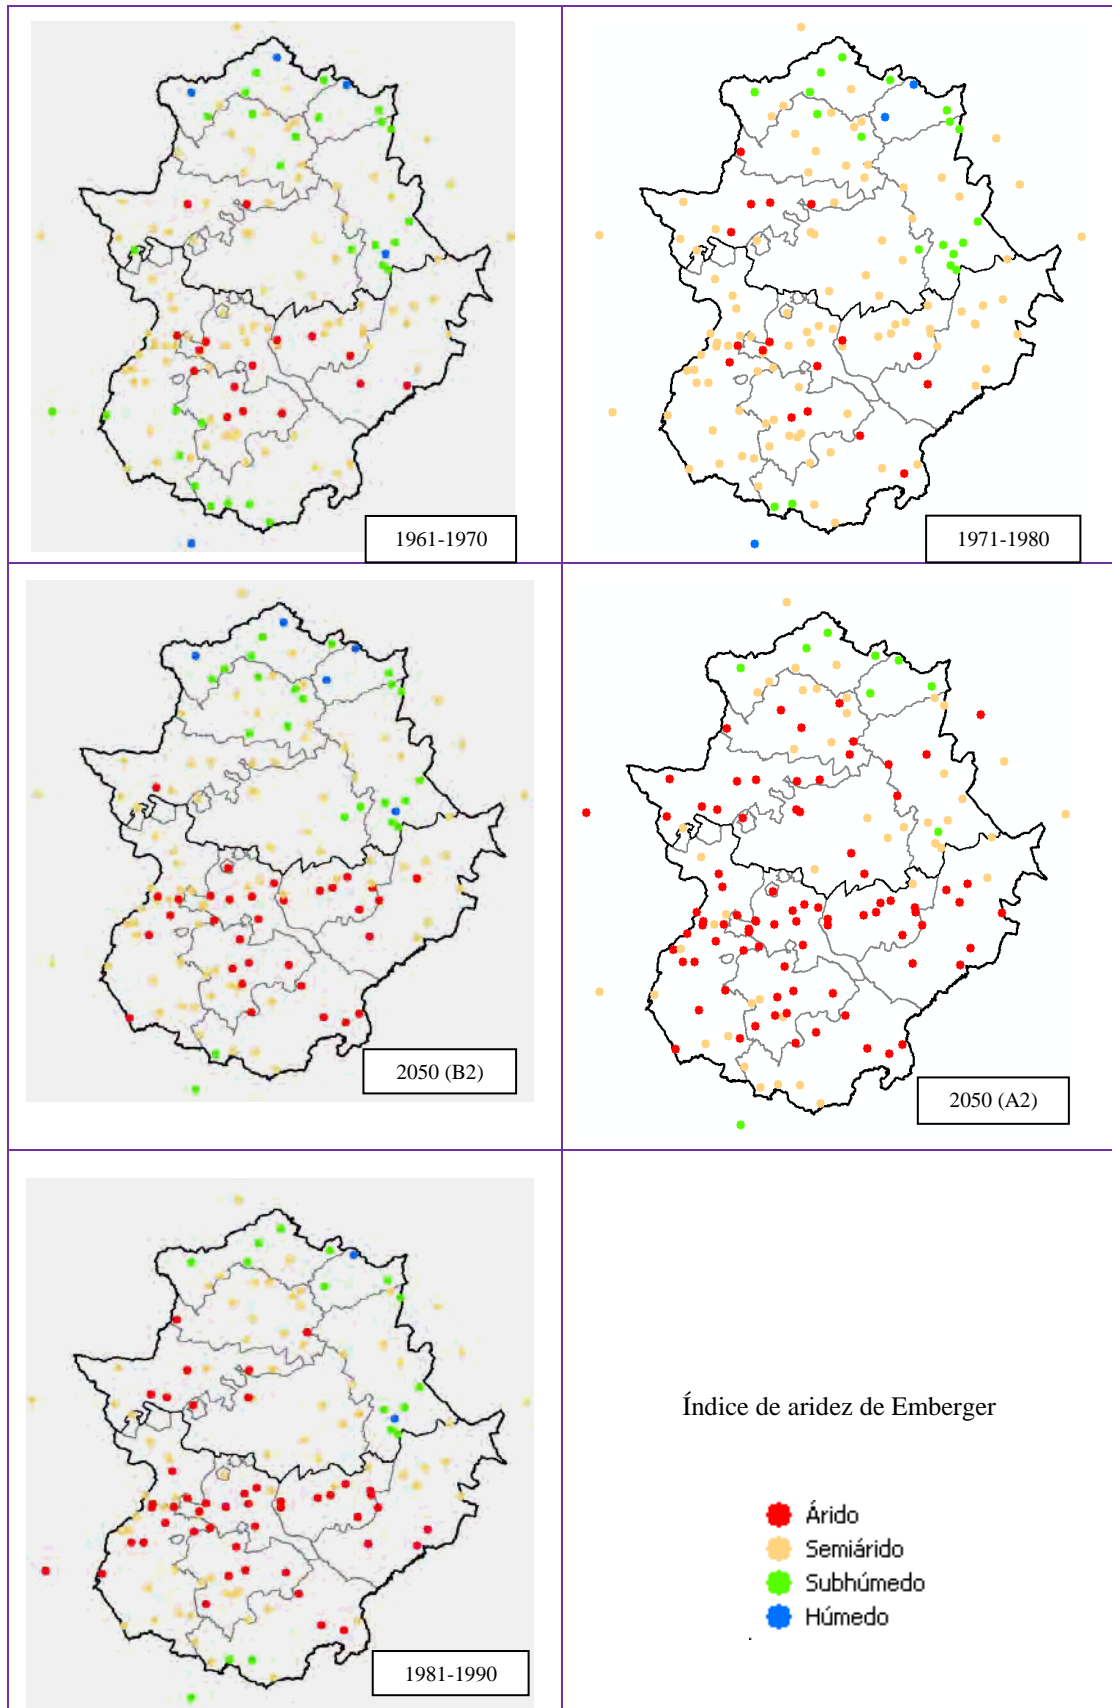 1961-1970
1971-1980
2050 (B2)
2050 (A2)
1981-1990
Índice de aridez de Emberger
Árido
Semiárido
Subhúmedo
Húmedo